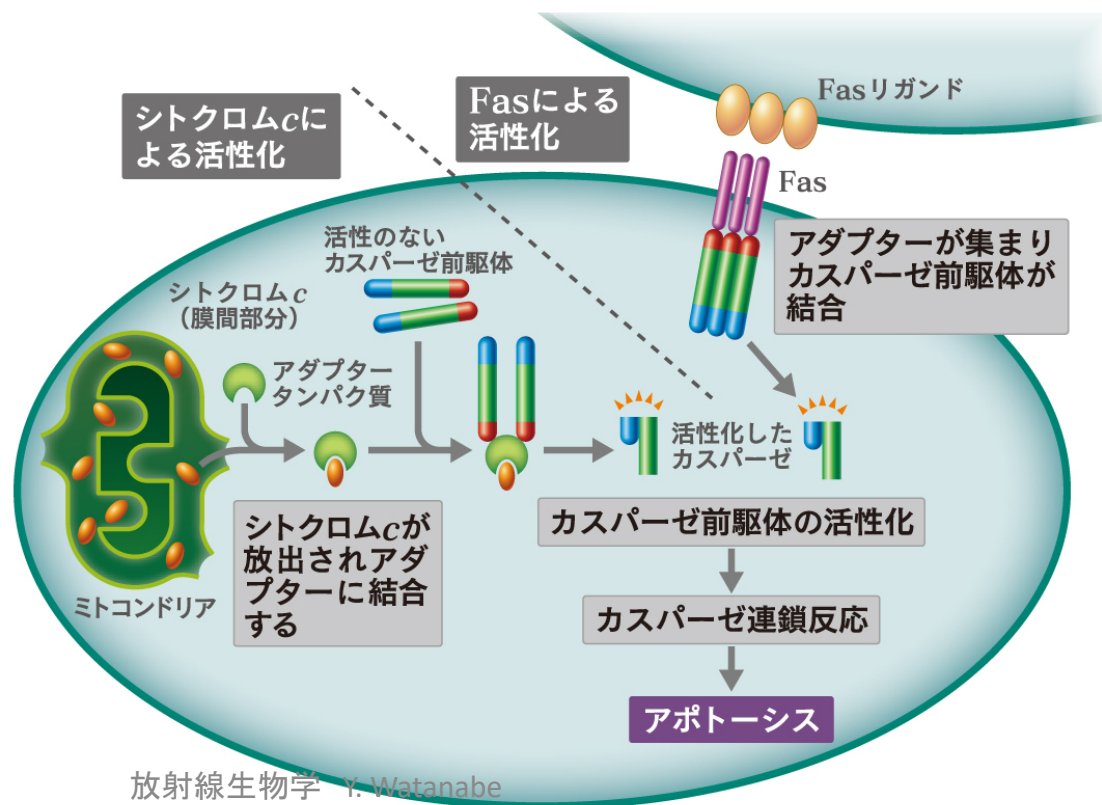 シトクロムcに
よる活性化
Fasによる
活性化
Fasリガンド
Fas
アダプターが集まり
カスパーゼ前駆体が
結合
活性のない
カスパーゼ前駆体
シトクロムc
（膜間部分）
アダプター
タンパク質
活性化した
カスパーゼ
ミトコンドリア
シトクロムcが
放出されアダ
プターに結合
する
カスパーゼ前駆体の活性化
カスパーゼ連鎖反応
アポトーシス
放射線生物学 Y. Watanabe